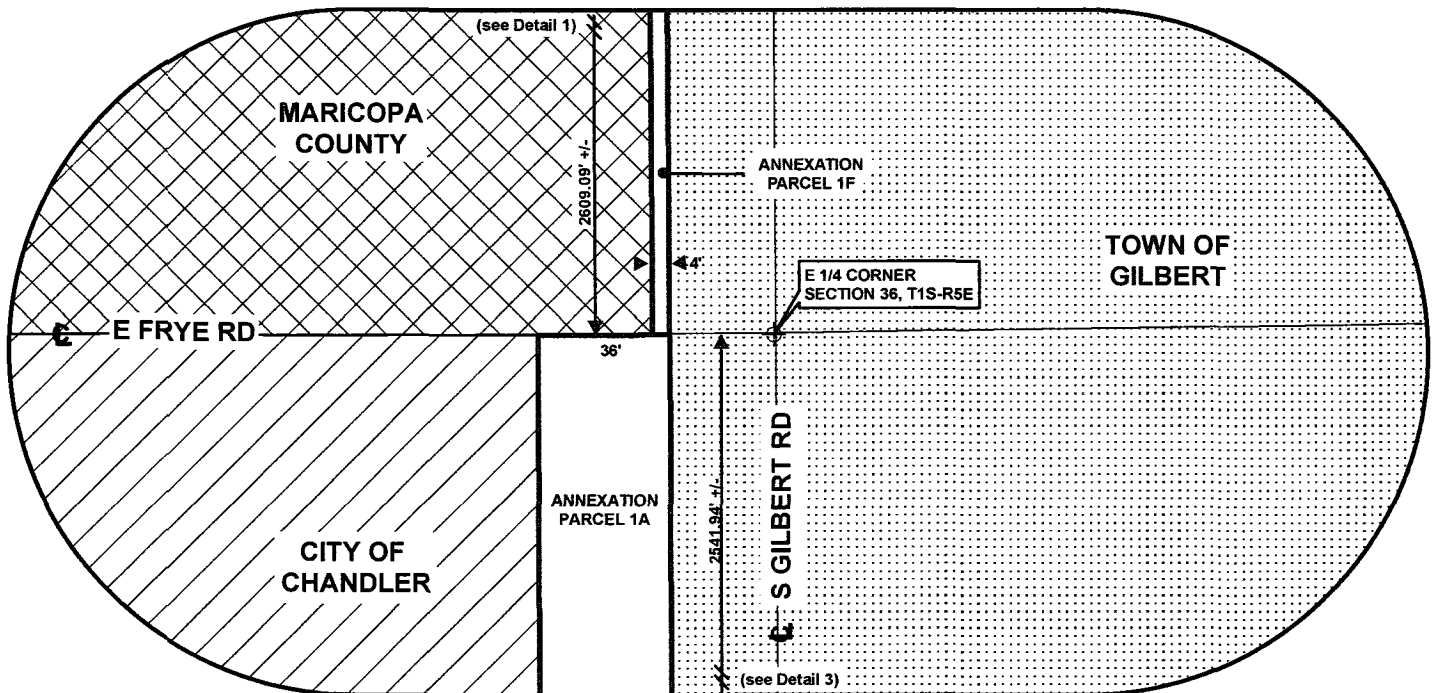 (see Detail 1)
MARICOPA
COUNTY
2609.09' +/-
ANNEXATION
PARCEL 1F
TOWN OF
GILBERT
4'
E 1/4 CORNER
SECTION 36, T1S-R5E
E FRYE RD
36'
S GILBERT RD
2541.94' +/-
ANNEXATION
PARCEL 1A
CITY OF
CHANDLER
(see Detail 3)